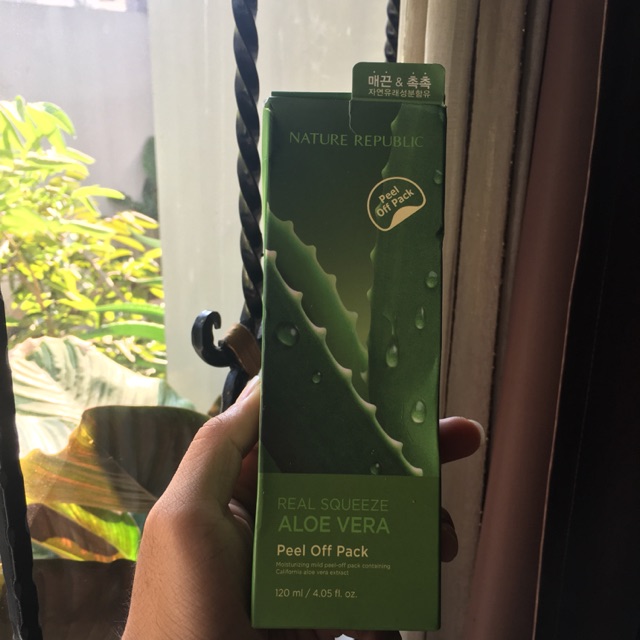 매끈 & 촉촉
자연유래성분함유
NATURE REPUBLIC
Peel
Off Pack
REAL SQUEEZE
ALOE VERA
Peel Off Pack
Moisturizing mild peel-off pack containing
California aloe vera extract
120 ml / 4.05 fl. oz.